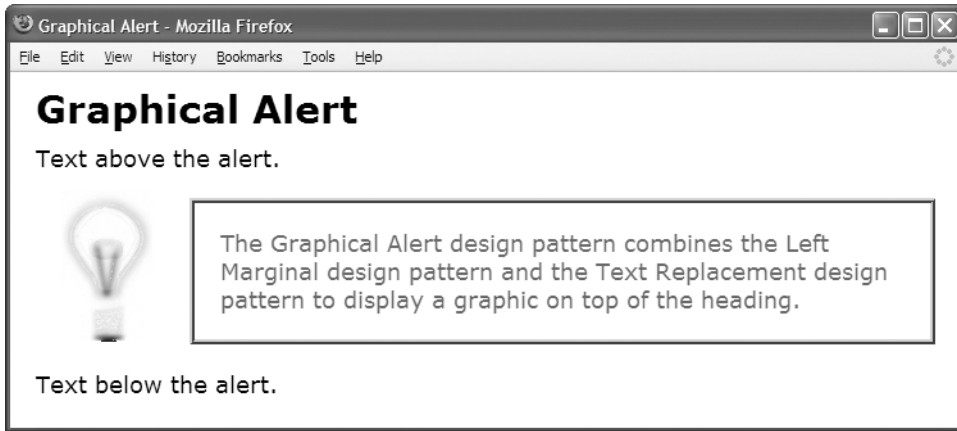 Graphical Alert - Mozilla Firefox
File Edit View History Bookmarks Tools Help
Graphical Alert
Text above the alert.
The Graphical Alert design pattern combines the Left
Marginal design pattern and the Text Replacement design
pattern to display a graphic on top of the heading.
Text below the alert.